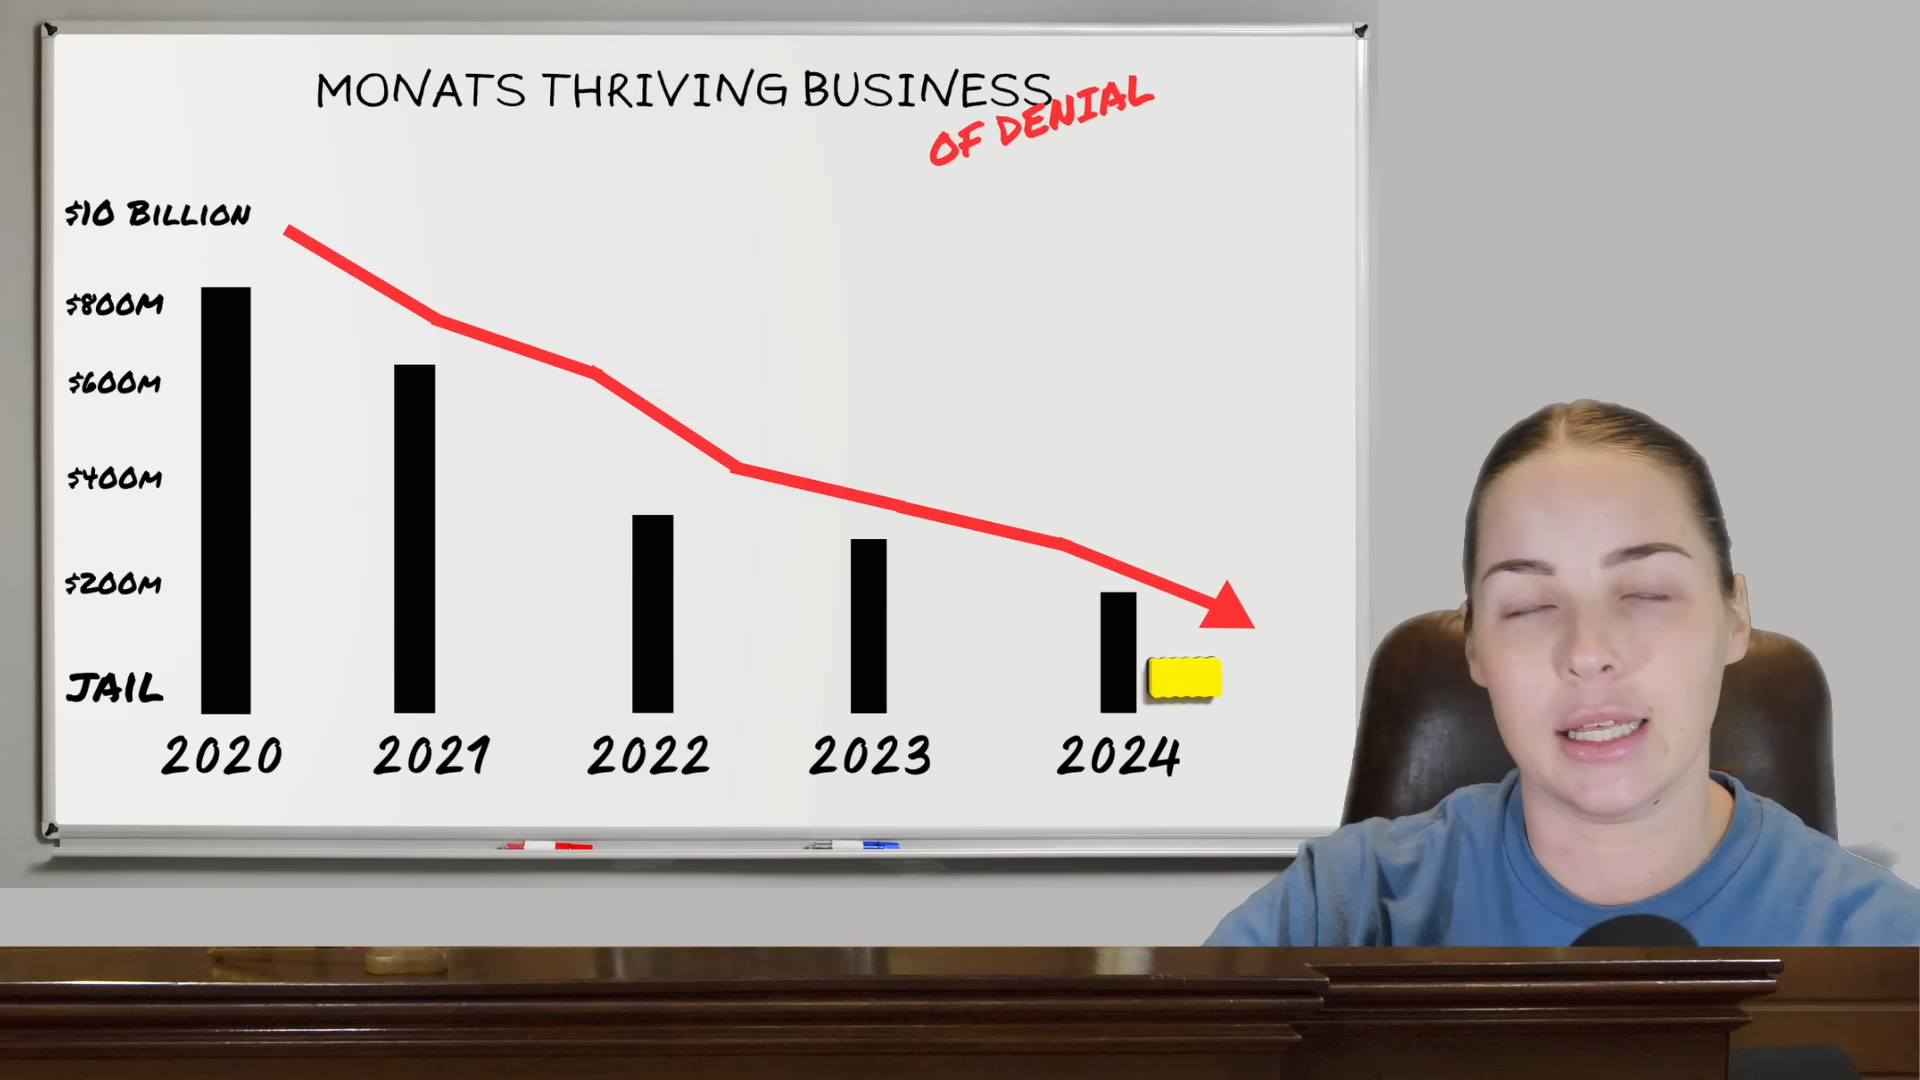 MONATS THRIVING BUSINESS
OF DENIAL
$10 BILLION
$800M
$600M
$400M
$200M
JAIL
2020 2021 2022 2023 2024